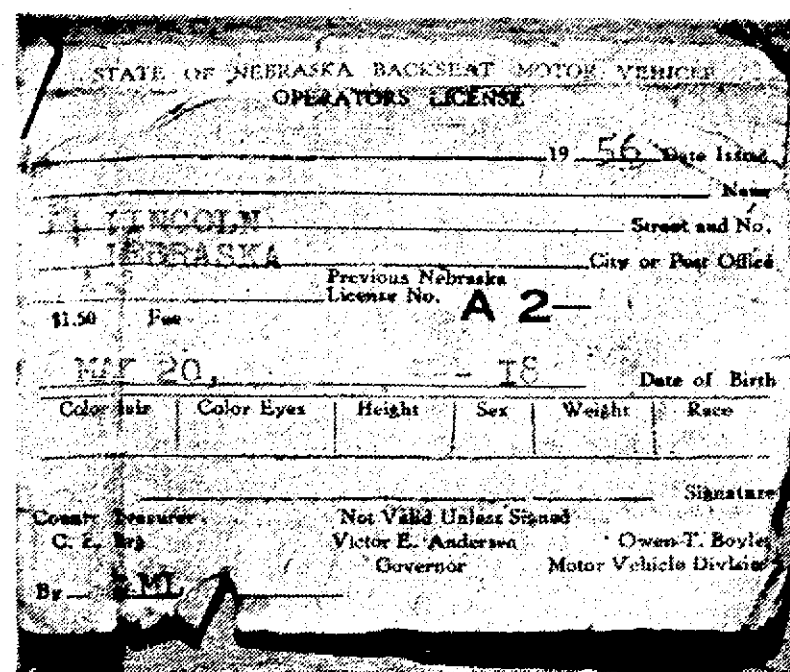 STATE OF NEBRASKA BACKSEAT MOTOR VEHICLE
OPERATORS LICENSE
19 56 Date Issued
Name
LINCOLN Street and No.
NEBRASKA City or Post Office
Previous Nebraska
License No. A 2—
$1.50 Fee
20, — 18 Date of Birth
Color Hair Color Eyes Height Sex Weight Race
Signature
County Treasurer Not Valid Unless Signed
C. E. Victor E. Anderson Owen T. Boyles
Governor Motor Vehicle Division
By ML